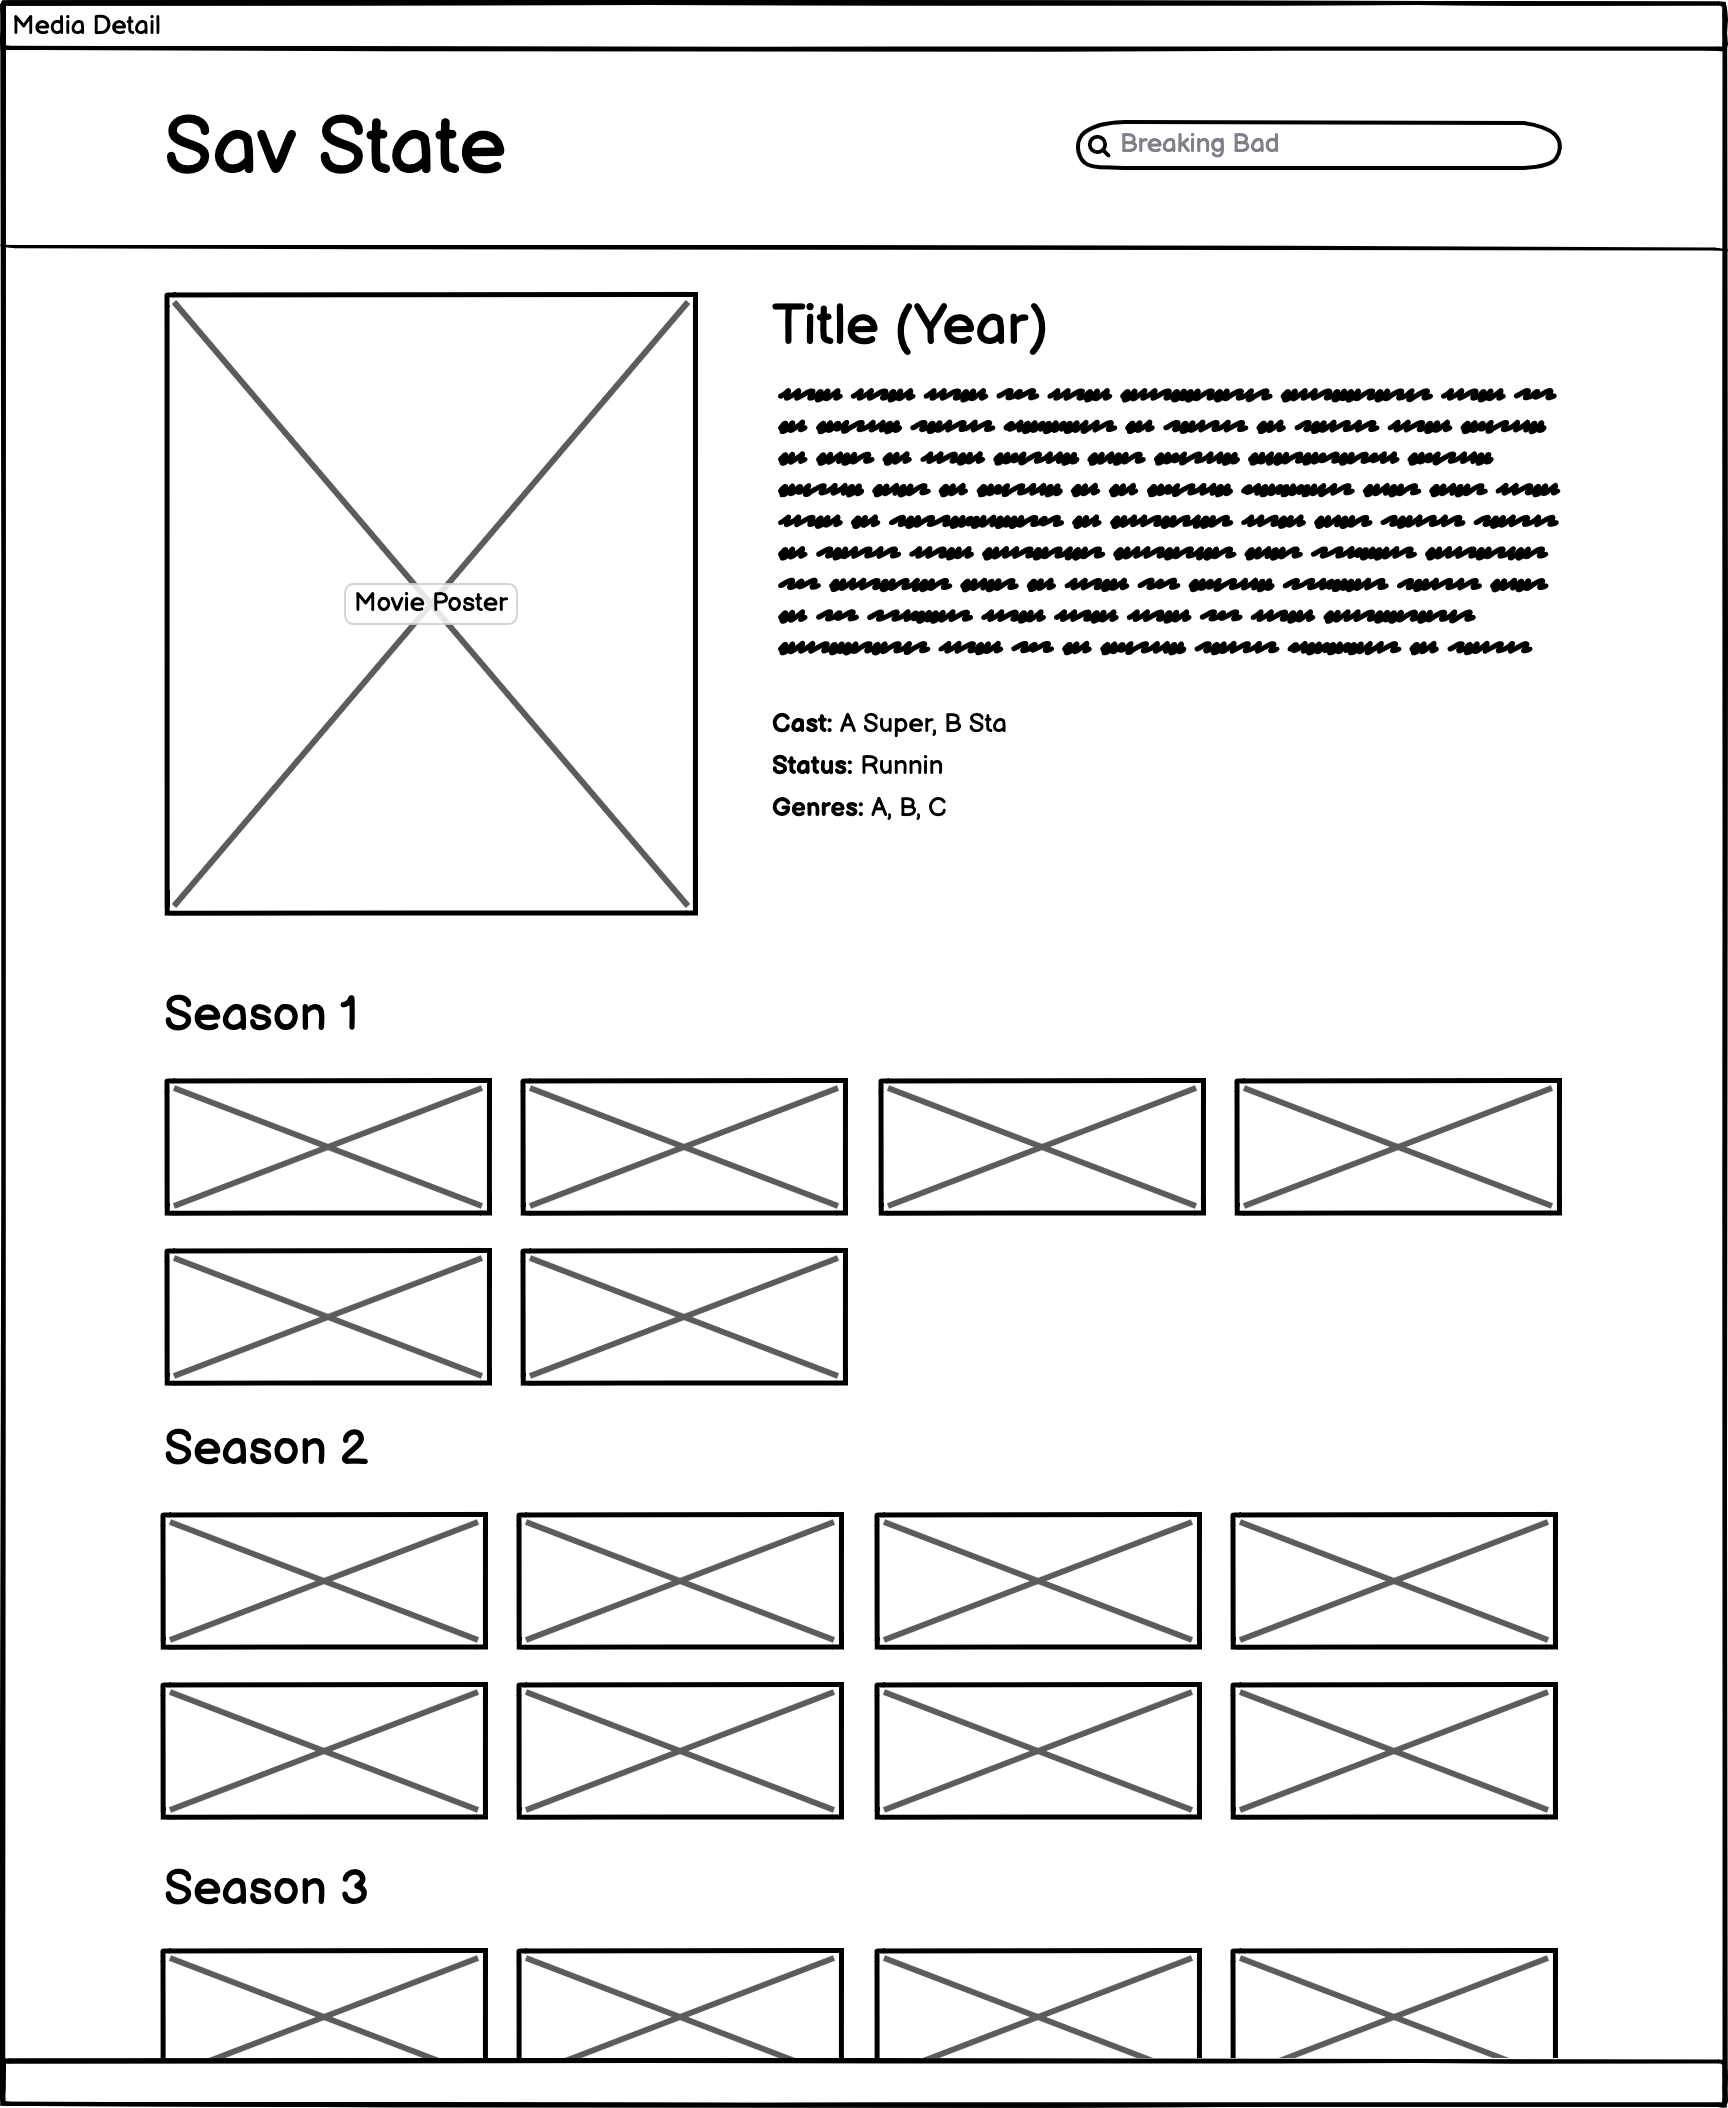 Media Detail
Sav State
Breaking Bad
Movie Poster
Title (Year)
Cast: A Super, B Sta
Status: Runnin
Genres: A, B, C
Season 1
Season 2
Season 3